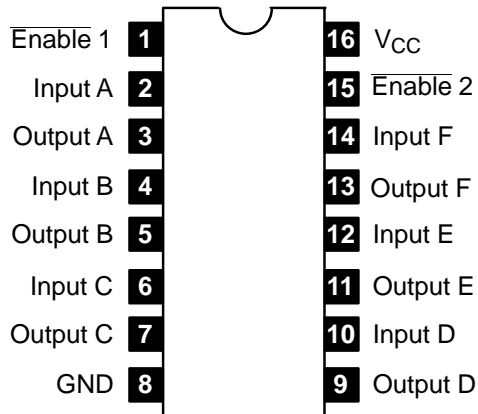 Enable 1 1 16 VCC
Input A 2 15 Enable 2
Output A 3 14 Input F
Input B 4 13 Output F
Output B 5 12 Input E
Input C 6 11 Output E
Output C 7 10 Input D
GND 8 9 Output D